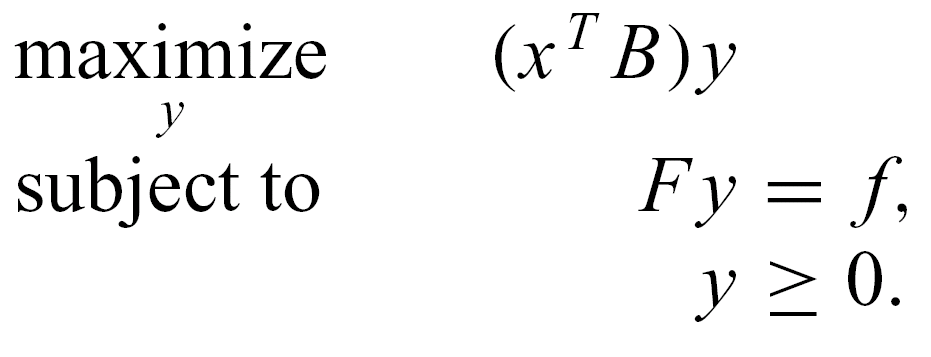 maximize (x^T B)y
y
subject to Fy = f,
y ≥ 0.